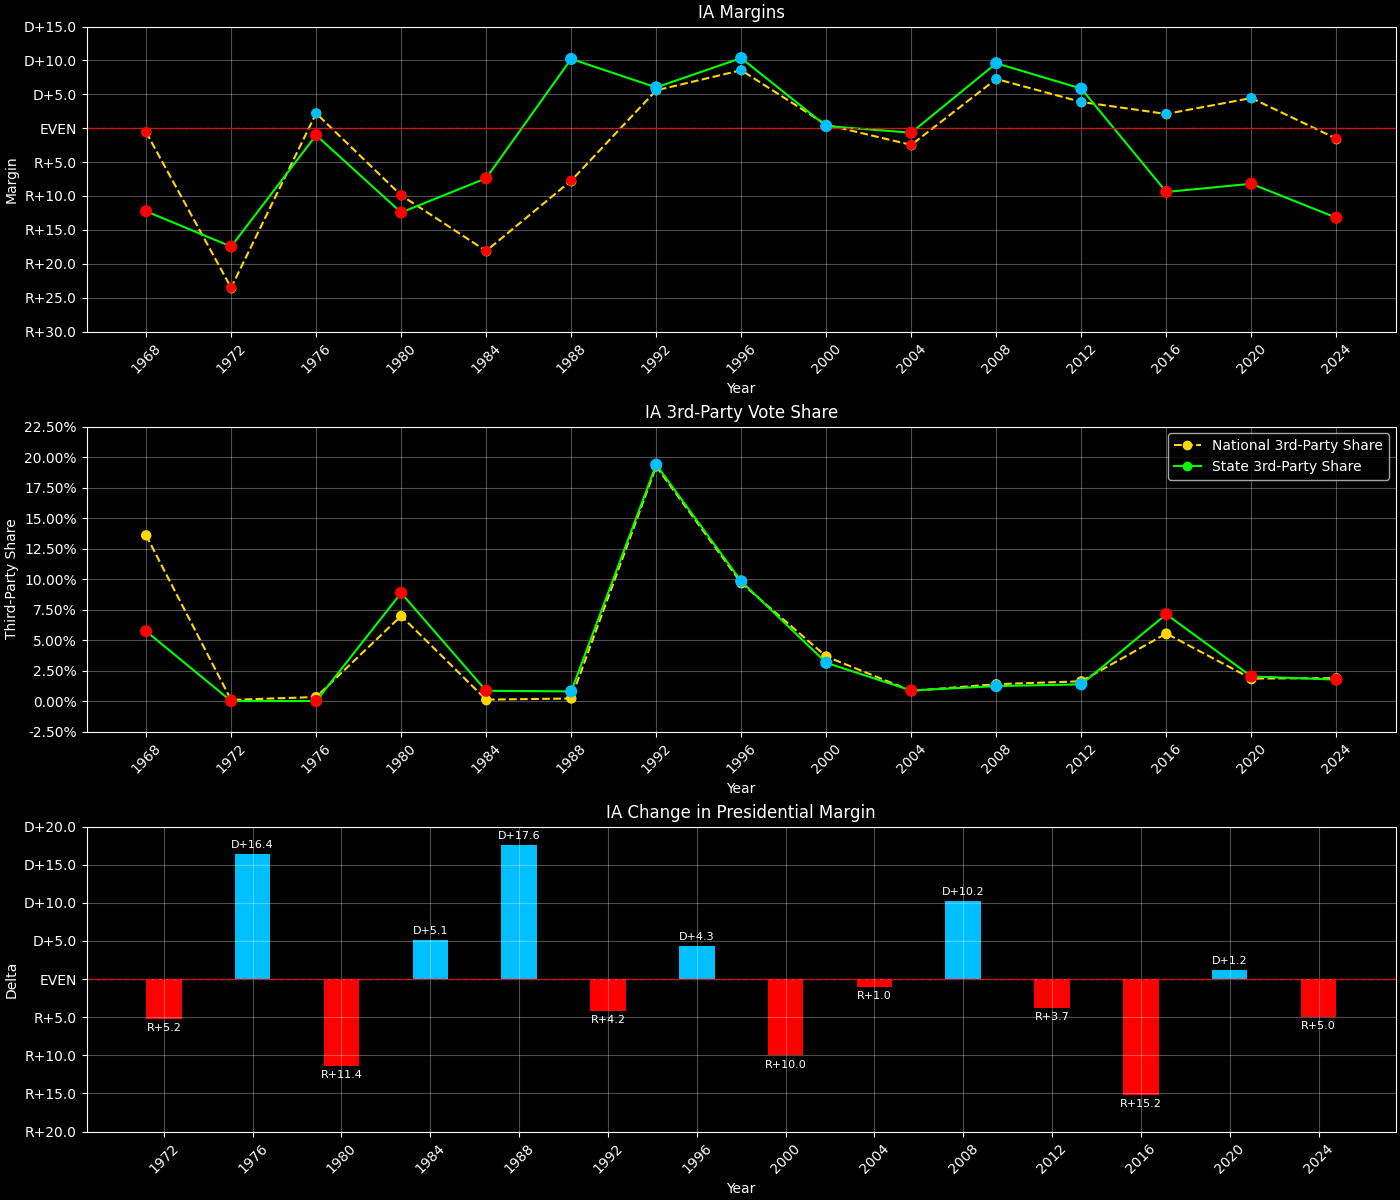 IA Margins
D+15.0
D+10.0
D+5.0
EVEN
R+5.0
R+10.0
R+15.0
R+20.0
R+25.0
R+30.0
Margin
1968 1972 1976 1980 1984 1988 1992 1996 2000 2004 2008 2012 2016 2020 2024
Year
IA 3rd-Party Vote Share
22.50%
20.00%
17.50%
15.00%
12.50%
10.00%
7.50%
5.00%
2.50%
0.00%
-2.50%
Third-Party Share
National 3rd-Party Share
State 3rd-Party Share
1968 1972 1976 1980 1984 1988 1992 1996 2000 2004 2008 2012 2016 2020 2024
Year
IA Change in Presidential Margin
D+20.0
D+15.0
D+10.0
D+5.0
EVEN
R+5.0
R+10.0
R+15.0
R+20.0
Delta
R+5.2
D+16.4
R+11.4
D+5.1
D+17.6
R+4.2
D+4.3
R+10.0
R+1.0
D+10.2
R+3.7
R+15.2
D+1.2
R+5.0
1972 1976 1980 1984 1988 1992 1996 2000 2004 2008 2012 2016 2020 2024
Year